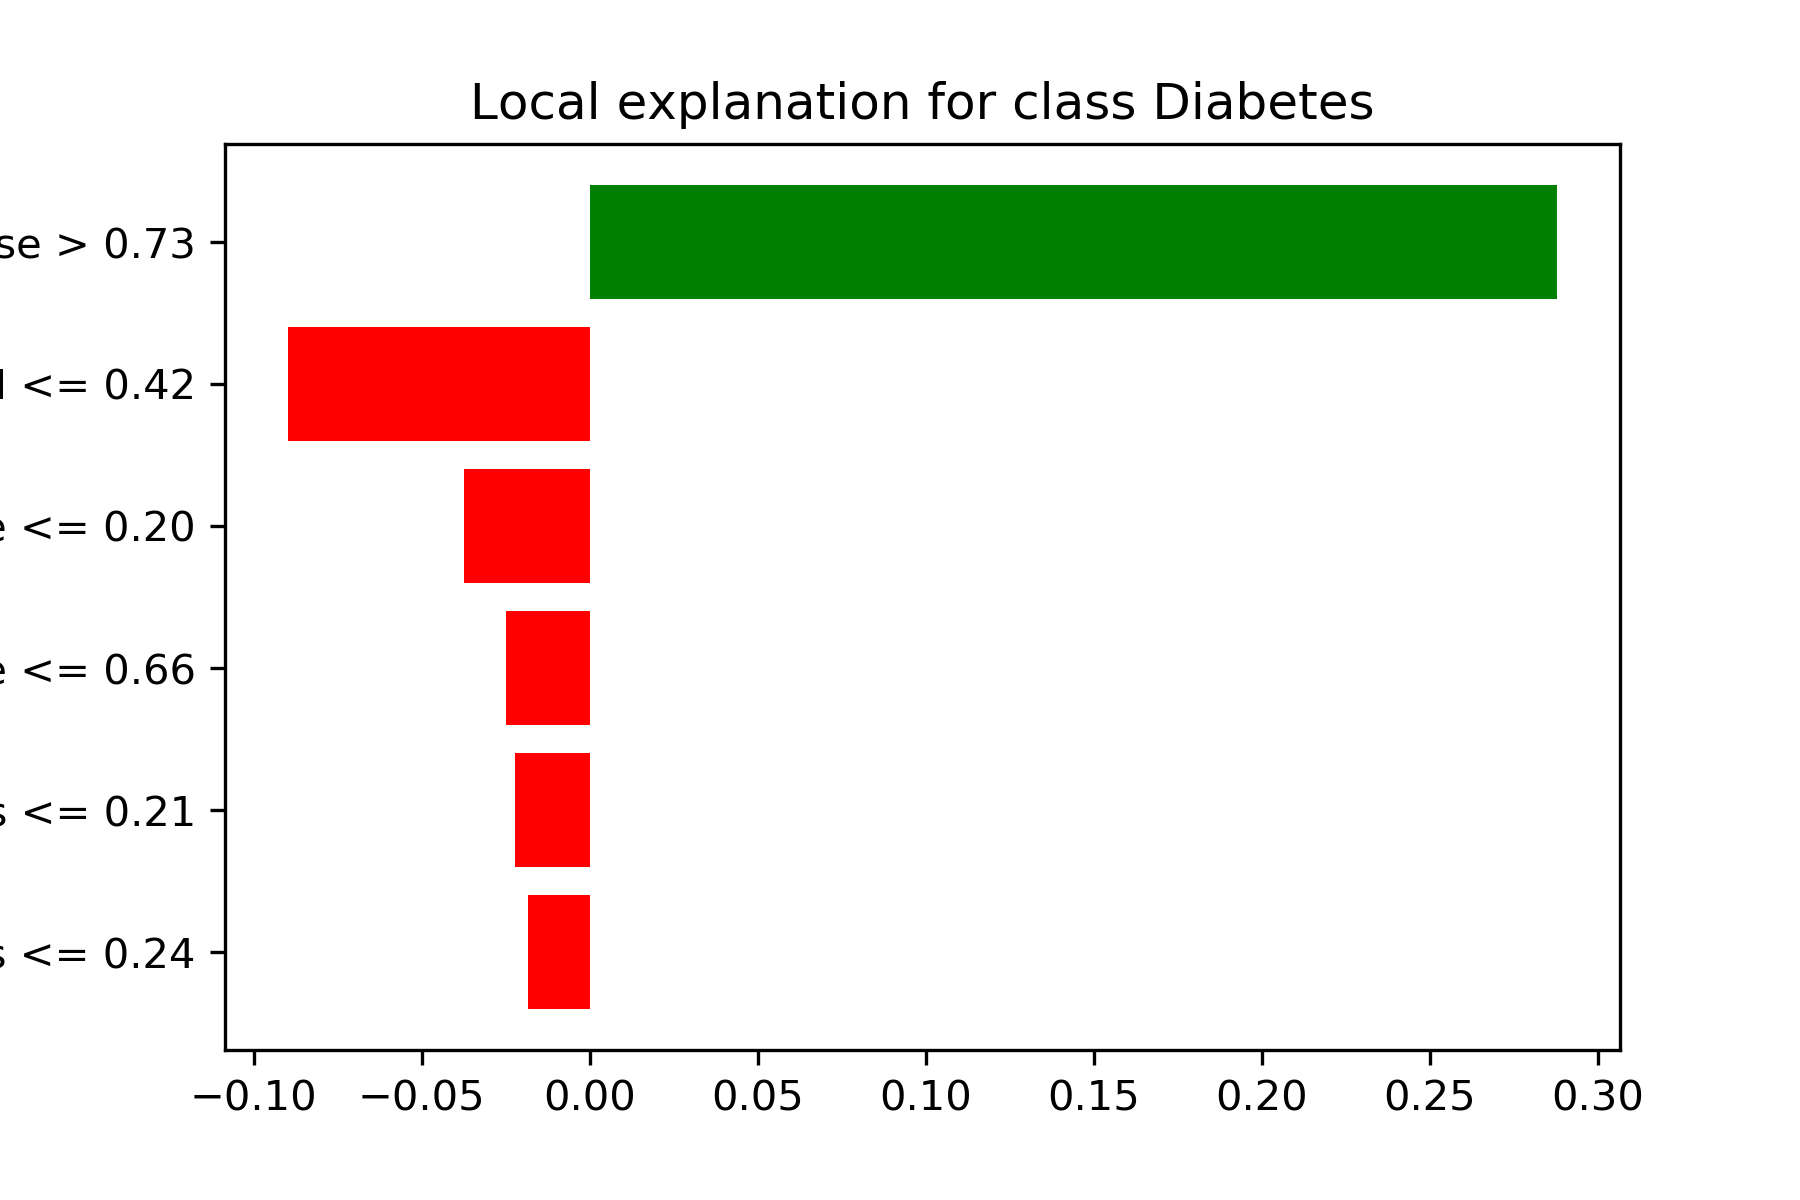 Local explanation for class Diabetes
se > 0.73
<= 0.42
e <= 0.20
e <= 0.66
s <= 0.21
s <= 0.24
−0.10 −0.05 0.00 0.05 0.10 0.15 0.20 0.25 0.30